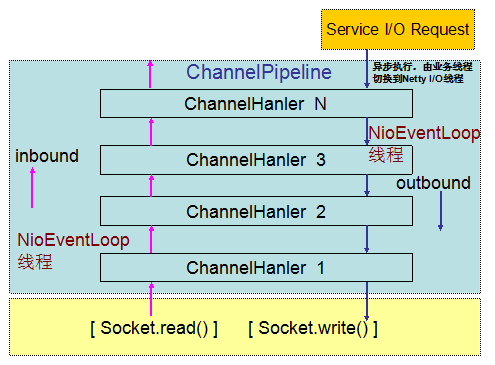 Service I/O Request
ChannelPipeline
异步执行，由业务线程
切换到Netty I/O线程
ChannelHanler N
NioEventLoop
线程
inbound
ChannelHanler 3
outbound
ChannelHanler 2
NioEventLoop
线程
ChannelHanler 1
[ Socket.read() ]
[ Socket.write() ]